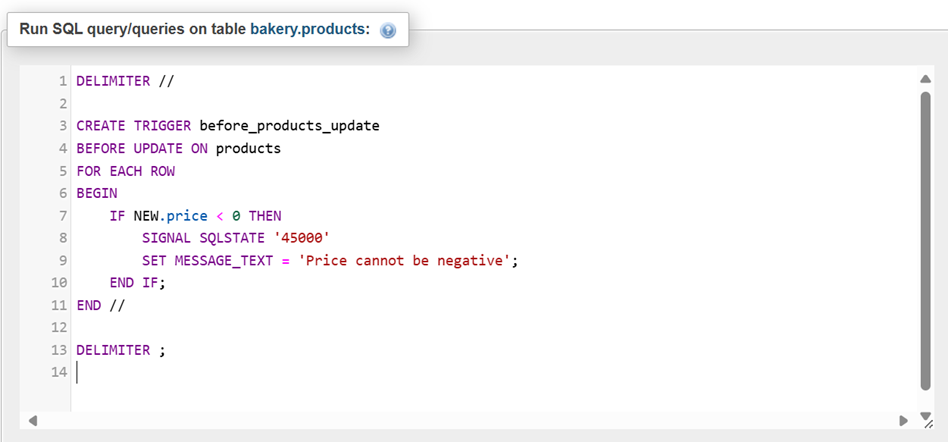 Run SQL query/queries on table bakery.products:
1 DELIMITER //
2
3 CREATE TRIGGER before_products_update
4 BEFORE UPDATE ON products
5 FOR EACH ROW
6 BEGIN
7     IF NEW.price < 0 THEN
8         SIGNAL SQLSTATE '45000'
9         SET MESSAGE_TEXT = 'Price cannot be negative';
10     END IF;
11 END //
12
13 DELIMITER ;
14